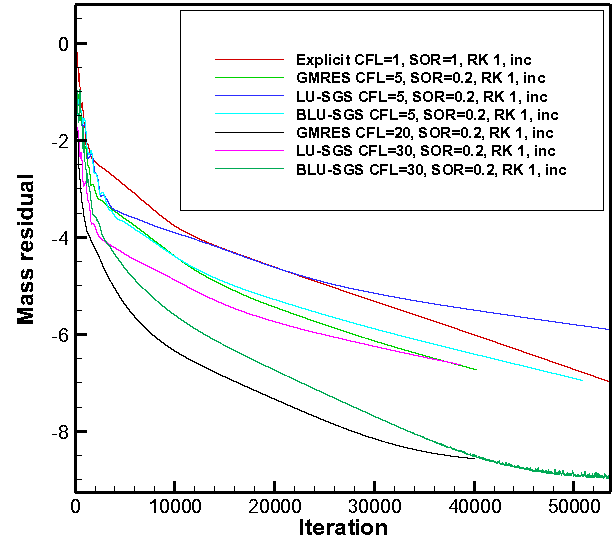 0
-2
-4
-6
-8
Mass residual
Explicit CFL=1, SOR=1, RK 1, inc
GMRES CFL=5, SOR=0.2, RK 1, inc
LU-SGS CFL=5, SOR=0.2, RK 1, inc
BLU-SGS CFL=5, SOR=0.2, RK 1, inc
GMRES CFL=20, SOR=0.2, RK 1, inc
LU-SGS CFL=30, SOR=0.2, RK 1, inc
BLU-SGS CFL=30, SOR=0.2, RK 1, inc
0 10000 20000 30000 40000 50000
Iteration